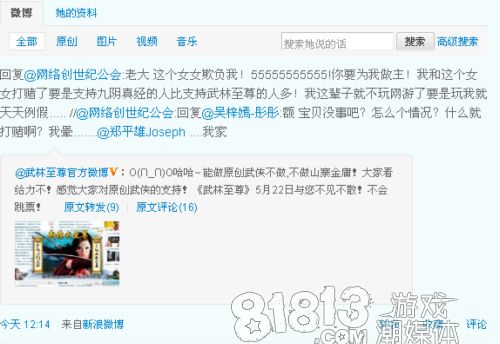 微博 她的资料
全部 原创 图片 视频 音乐 搜索她说的话 搜索 高级搜索
回复@网络创世纪公会:老大 这个女女欺负我！55555555555!你要为我做主！我和这个女
女打赌了要是支持九阴真经的人比支持武林至尊的人多！我这辈子就不玩网游了要是玩我就
天天例假..... //@网络创世纪公会:回复@吴梓嫣-彤彤:额 宝贝没事吧？怎么个情况？什么就
打赌啊？我晕.......@郑平雄Joseph ....我家
@武林至尊官方微博V：O(∩_∩)O哈哈~能做原创武侠不做,不做山寨金庸！大家看
给力不！感觉大家对原创武侠的支持！《武林至尊》5月22日与您不见不散！不会
跳票！ 原文转发(9) 原文评论(16)
今天 12:14 来自新浪微博 评论
81813 游戏
.COM 潮媒体